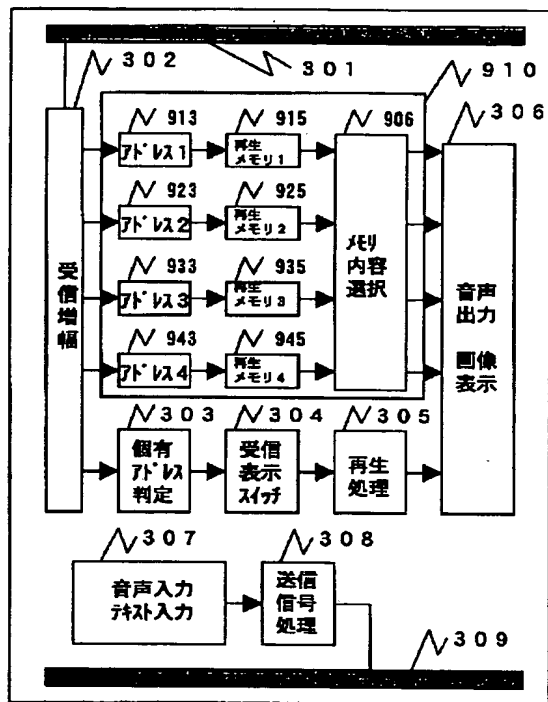 302
301
910
306
913
915
906
アドレス1
再生
メモリ1
923
925
アドレス2
再生
メモリ2
933
935
アドレス3
再生
メモリ3
943
945
アドレス4
再生
メモリ4
受信増幅
メモリ
内容
選択
音声
出力
画像
表示
303
304
305
個有
アドレス
判定
受信
表示
スイッチ
再生
処理
307
308
音声入力
テキスト入力
送信
信号
処理
309